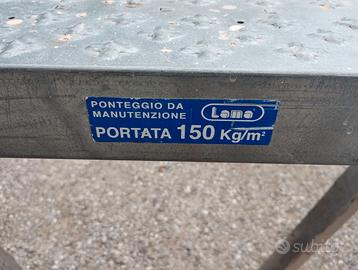 PONTEGGIO DA
MANUTENZIONE
Lama
PORTATA 150 Kg/m²
subito